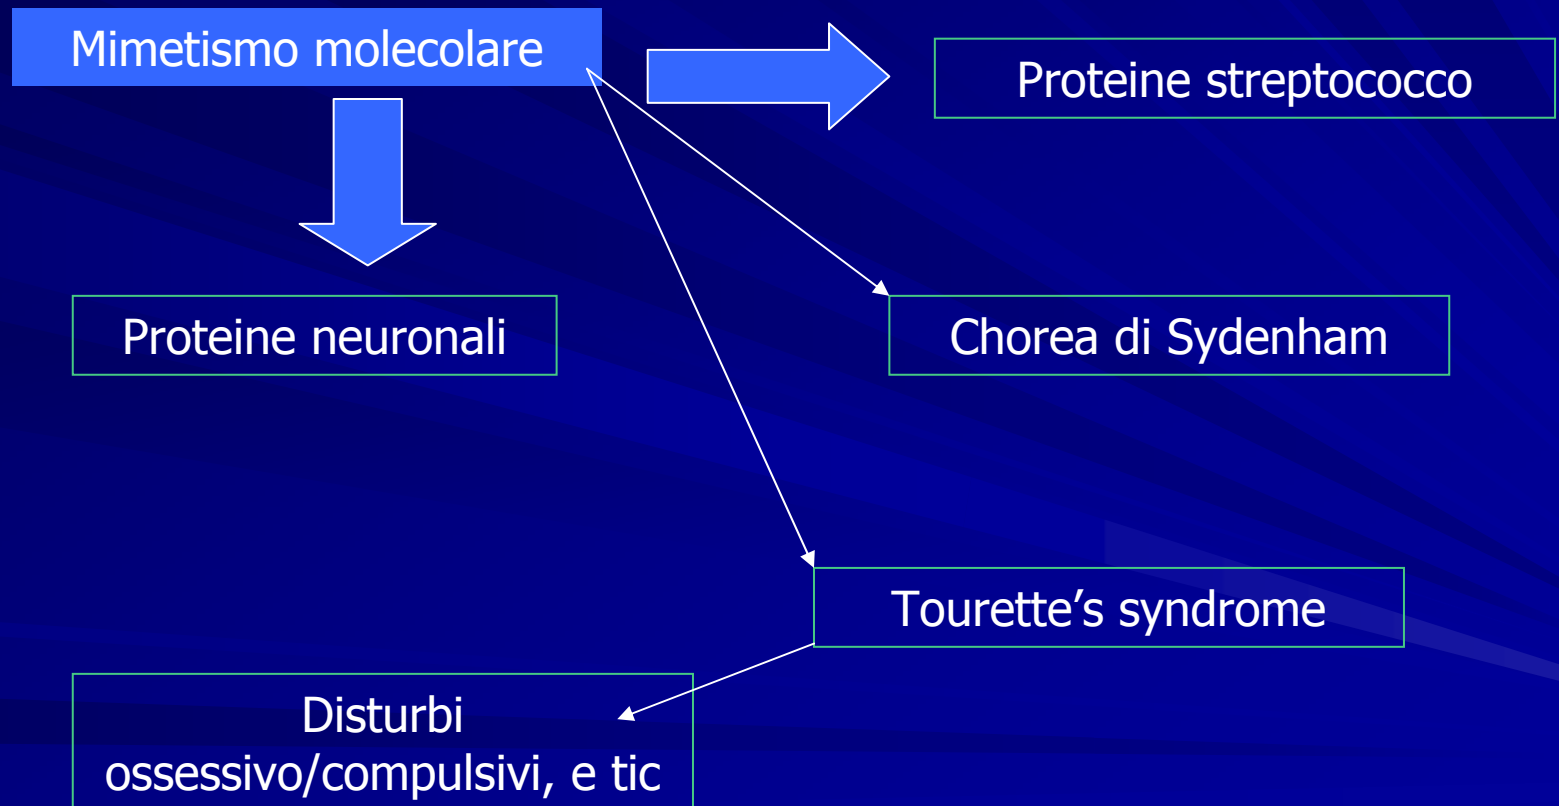 Mimetismo molecolare
Proteine streptococco
Proteine neuronali
Chorea di Sydenham
Tourette’s syndrome
Disturbi
ossessivo/compulsivi, e tic